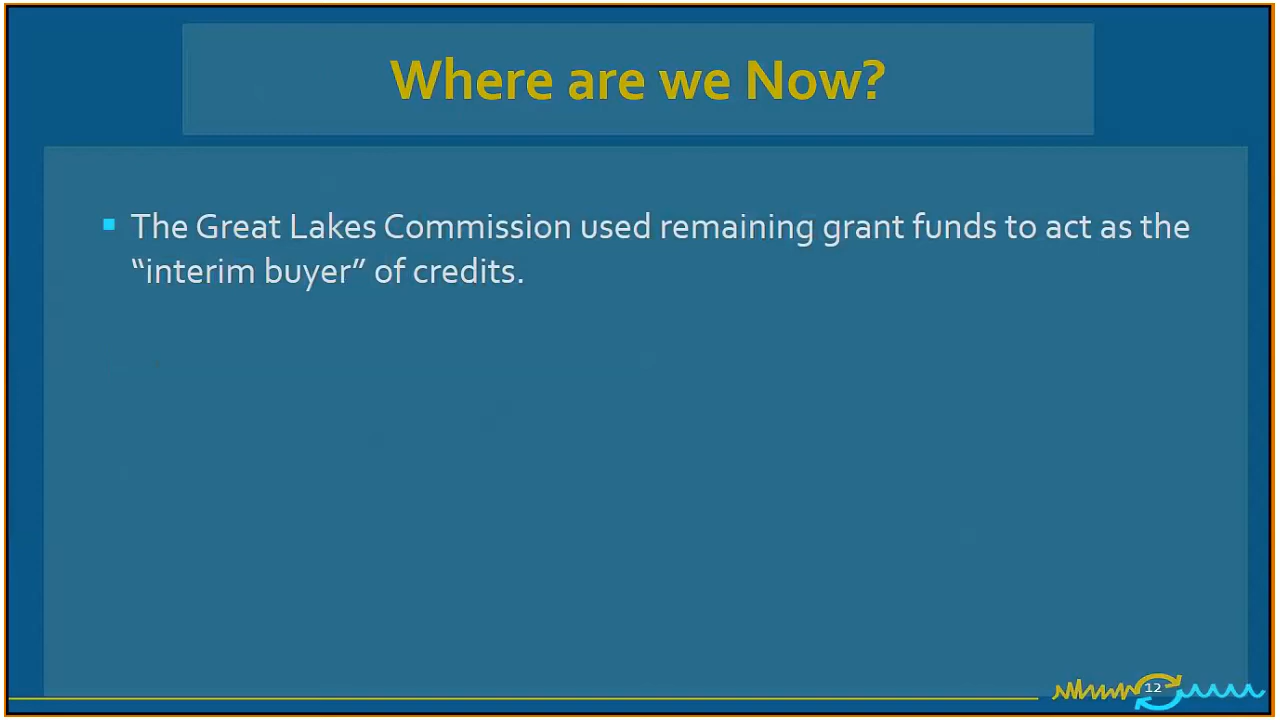 Where are we Now?
The Great Lakes Commission used remaining grant funds to act as the
“interim buyer” of credits.
12